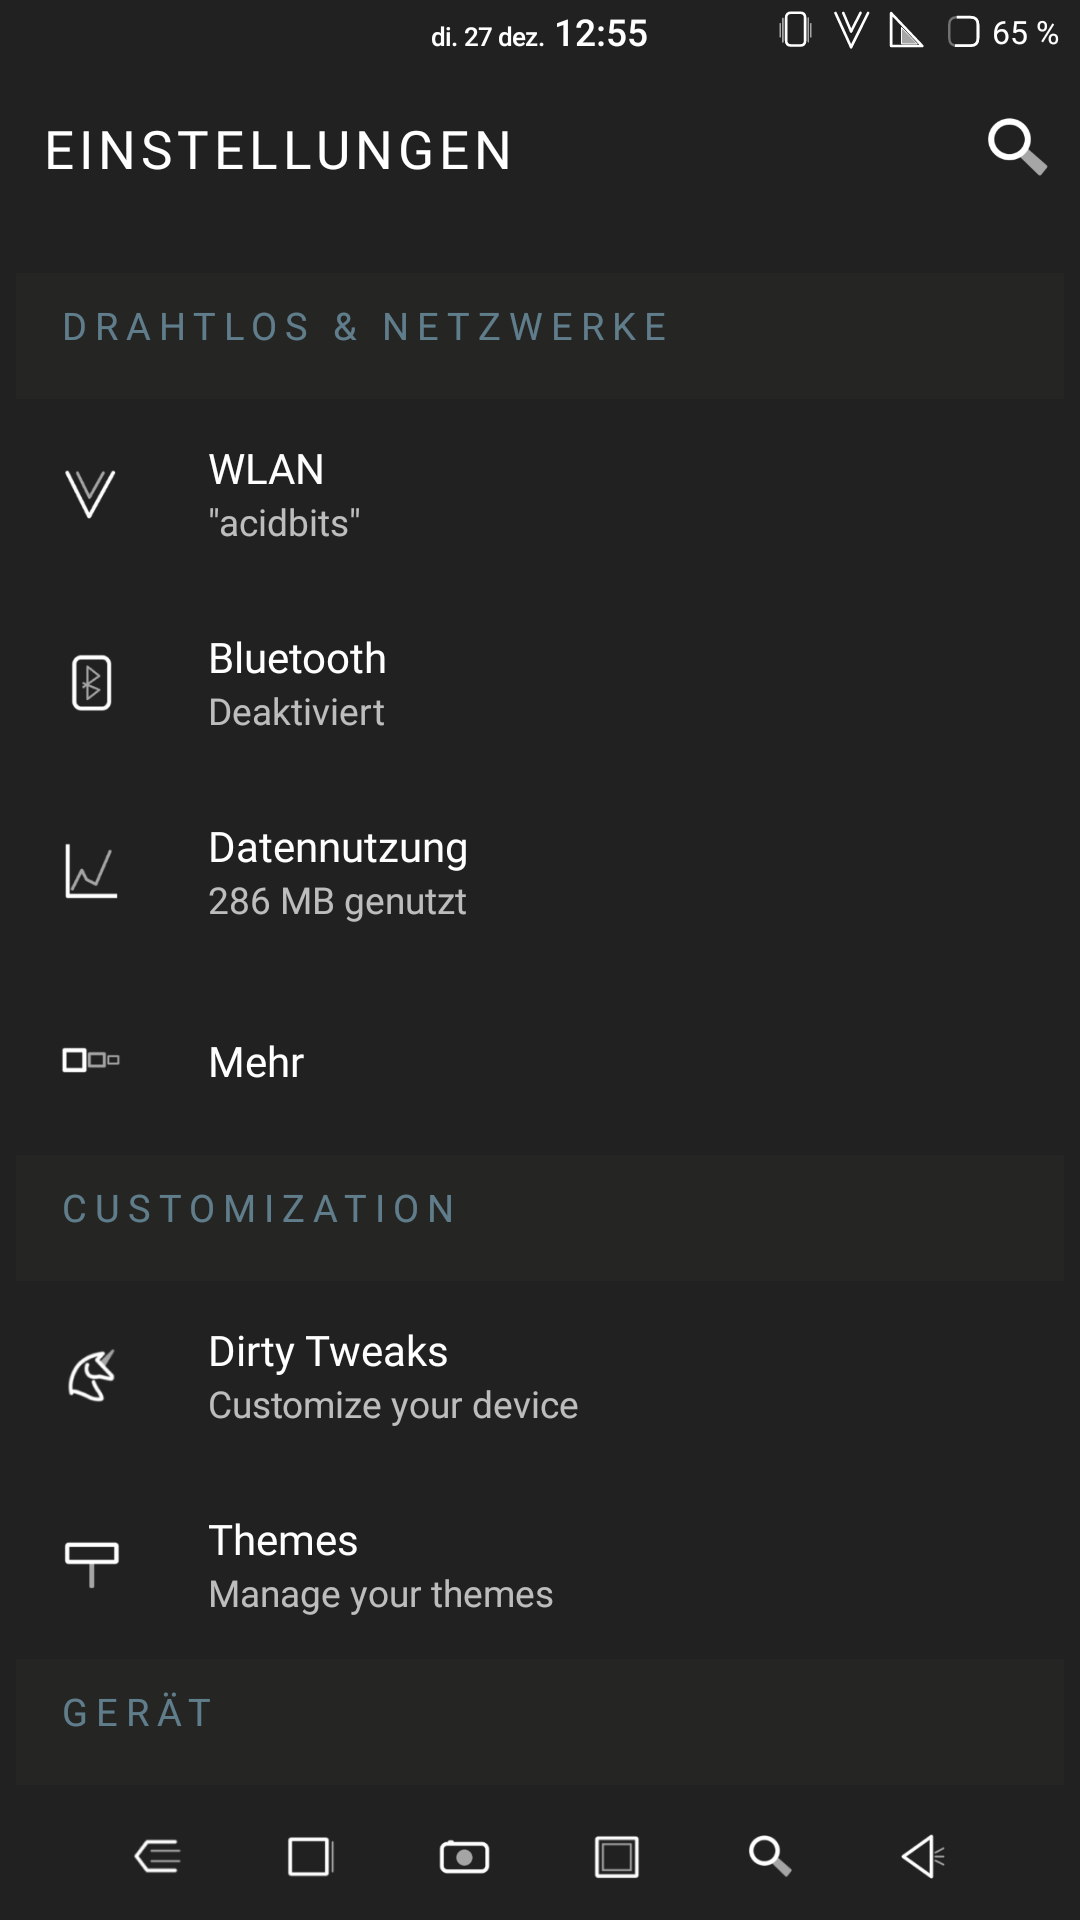 di. 27 dez. 12:55 65 %
EINSTELLUNGEN
DRAHTLOS & NETZWERKE
WLAN
"acidbits"
Bluetooth
Deaktiviert
Datennutzung
286 MB genutzt
Mehr
CUSTOMIZATION
Dirty Tweaks
Customize your device
Themes
Manage your themes
GERÄT